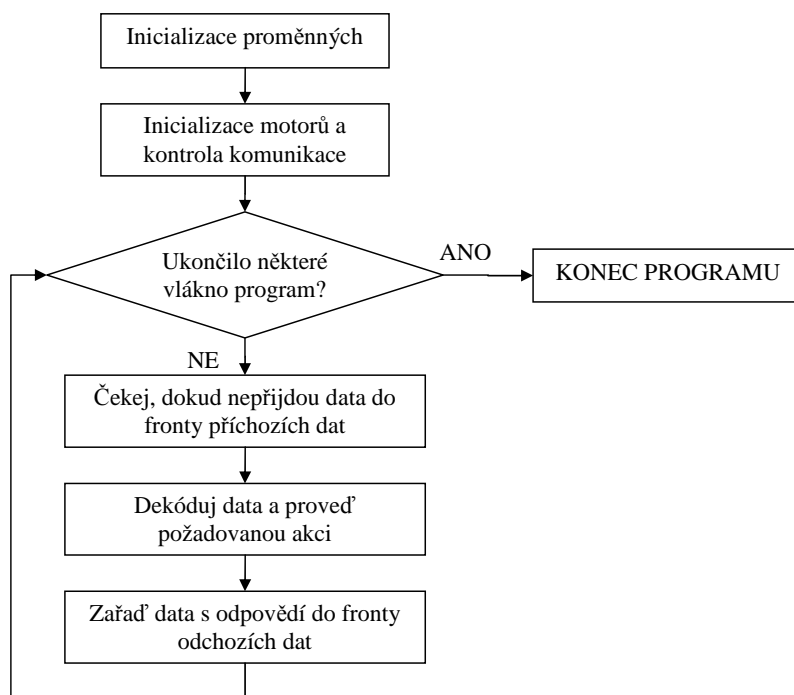 Inicializace proměnných
Inicializace motorů a
kontrola komunikace
Ukončilo některé
vlákno program?
ANO
KONEC PROGRAMU
NE
Čekej, dokud nepřijdou data do
fronty příchozích dat
Dekóduj data a proveď
požadovanou akci
Zařaď data s odpovědí do fronty
odchozích dat